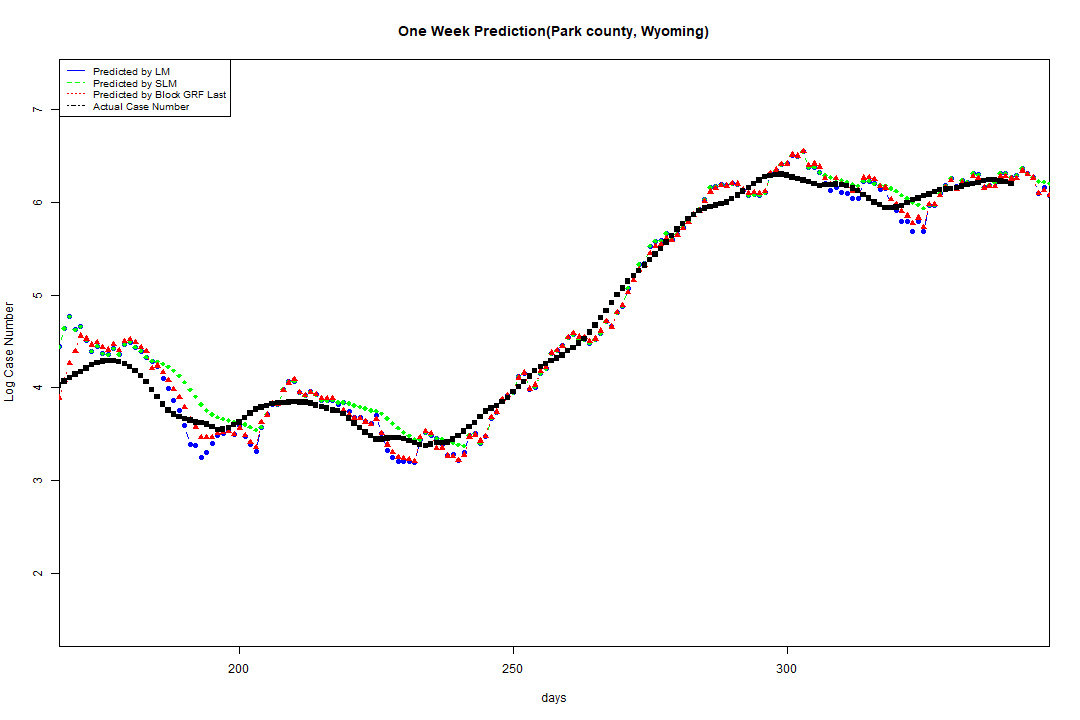 One Week Prediction(Park county, Wyoming)
Predicted by LM
Predicted by SLM
Predicted by Block GRF Last
Actual Case Number
7
6
5
4
3
2
Log Case Number
200
250
300
days